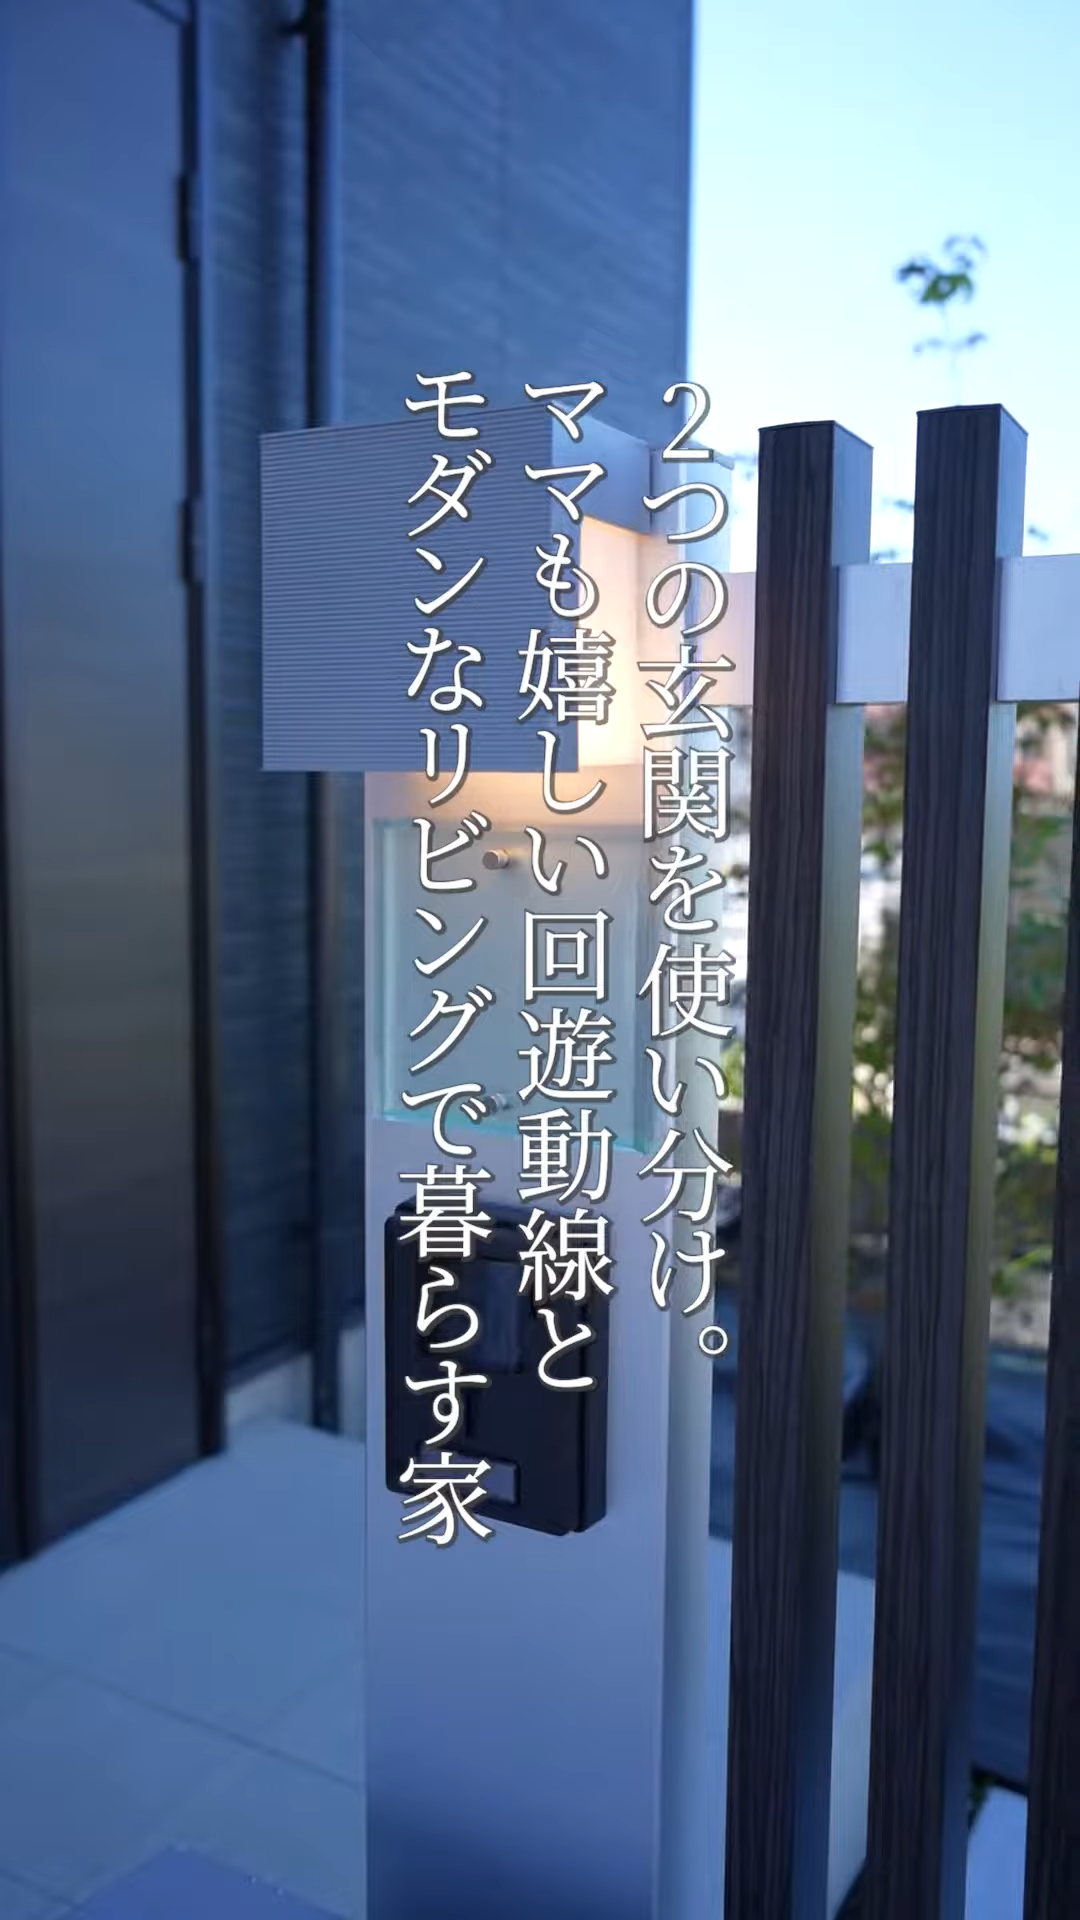 2つの玄関を使い分け。
ママも嬉しい回遊動線と
モダンなリビングで暮らす家